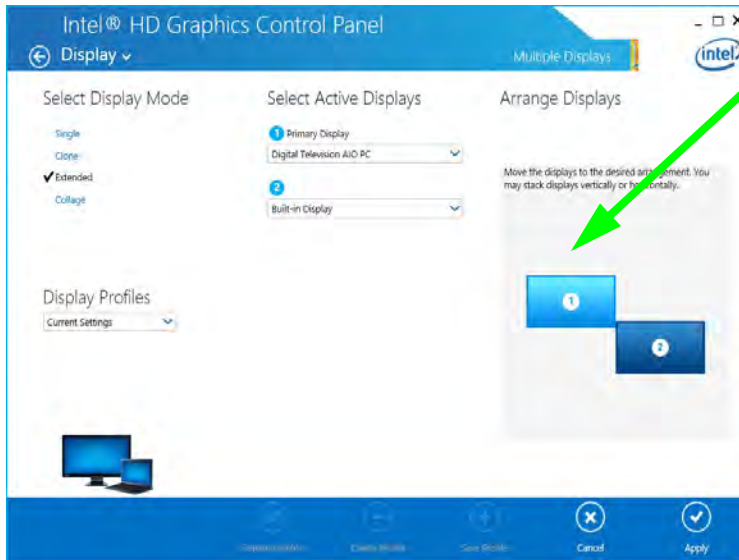 Intel® HD Graphics Control Panel
Display
Multiple Displays
intel
Select Display Mode
Single
Clone
Extended
Collage
Select Active Displays
1 Primary Display
Digital Television AIO PC
2
Built-in Display
Arrange Displays
Move the displays to the desired arrangement. You
may stack displays vertically or horizontally.
1
2
Display Profiles
Current Settings
Save Profile
Cancel
Apply